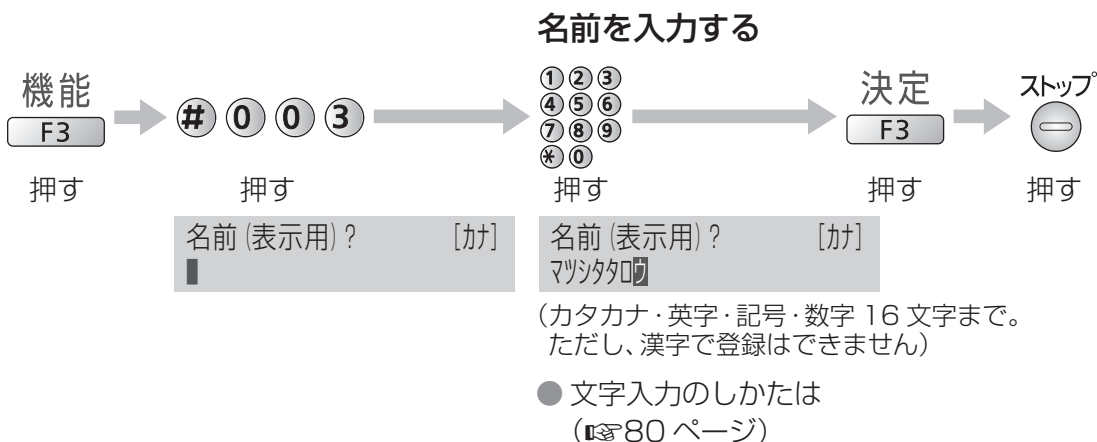 名前を入力する
機能
F3
押す
# 0 0 3
押す
1 2 3
4 5 6
7 8 9
* 0
押す
決定
F3
押す
ストップ
押す
名前(表示用)? [カナ]
名前(表示用)? [カナ]
マツシタタロウ
(カタカナ・英字・記号・数字 16 文字まで。
ただし、漢字で登録はできません)
● 文字入力のしかたは
(☞80 ページ)